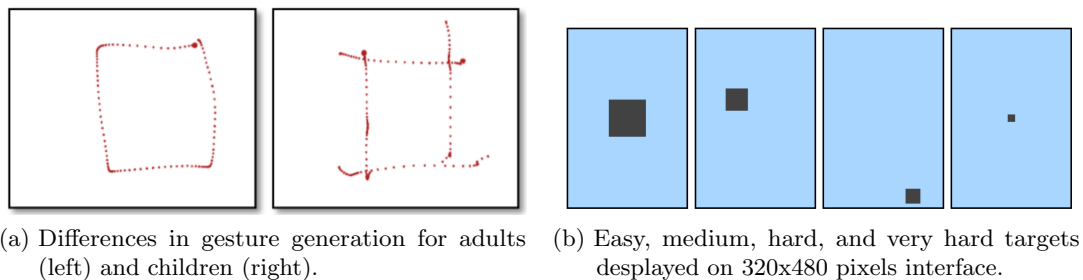 (a) Differences in gesture generation for adults
(left) and children (right).
(b) Easy, medium, hard, and very hard targets
desplayed on 320x480 pixels interface.